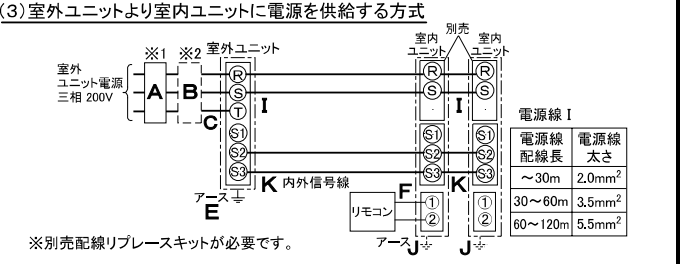 (3)室外ユニットより室内ユニットに電源を供給する方式
※1
※2
室外ユニット
室内
ユニット
別売
室内
ユニット
室外
ユニット電源
三相 200V
A
B
C
R
S
T
S1
S2
S3
I
R
S
S1
S2
S3
I
R
S
S1
S2
S3
K 内外信号線
K
アース
E
F
リモコン
①
②
①
②
アース J
J
電源線 I
電源線
配線長
電源線
太さ
～30m 2.0mm²
30～60m 3.5mm²
60～120m 5.5mm²
※別売配線リプレースキットが必要です。